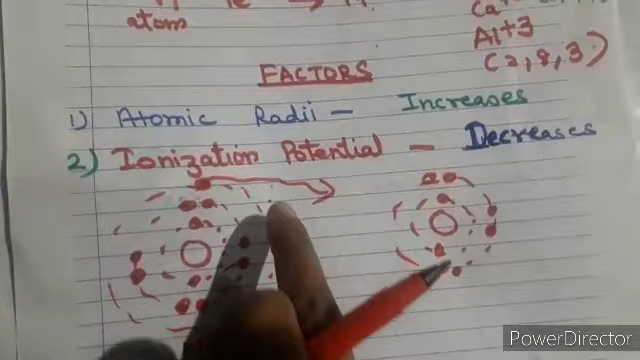 atom
Al+3
(2,8,3)
FACTORS
1) Atomic Radii - Increases
2) Ionization Potential - Decreases
PowerDirector